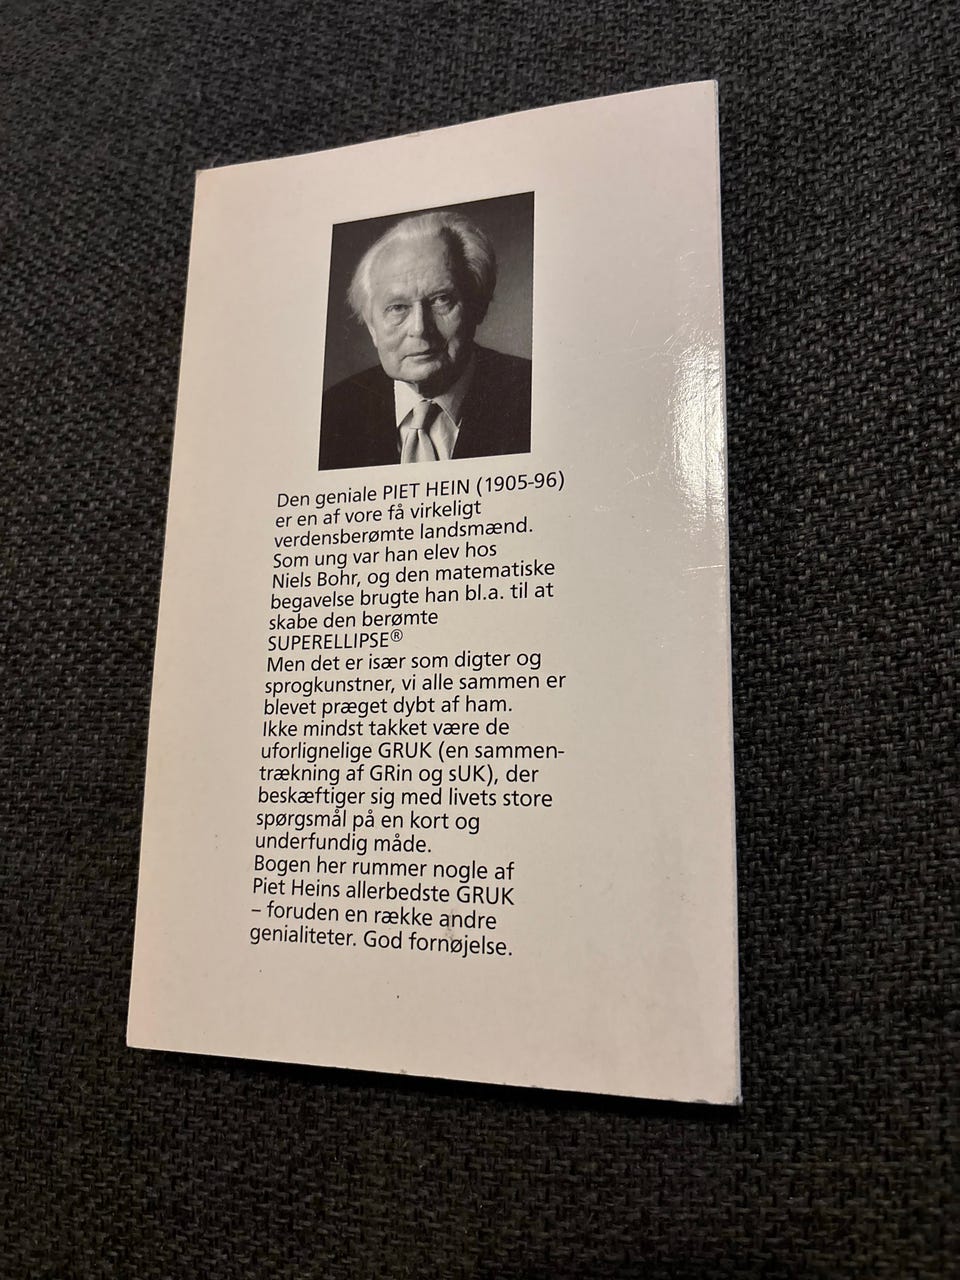 Den geniale PIET HEIN (1905-96)
er en af vore få virkeligt
verdensberømte landsmænd.
Som ung var han elev hos
Niels Bohr, og den matematiske
begavelse brugte han bl.a. til at
skabe den berømte
SUPERELLIPSE®
Men det er især som digter og
sprogkunstner, vi alle sammen er
blevet præget dybt af ham.
Ikke mindst takket være de
uforlignelige GRUK (en sammen-
trækning af GRin og sUK), der
beskæftiger sig med livets store
spørgsmål på en kort og
underfundig måde.
Bogen her rummer nogle af
Piet Heins allerbedste GRUK
– foruden en række andre
genialiteter. God fornøjelse.